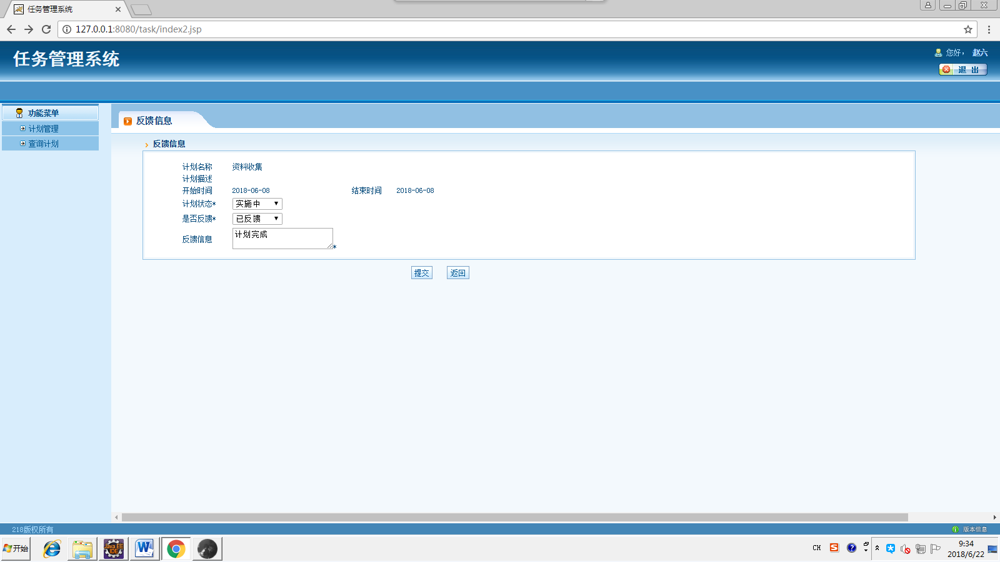 任务管理系统
127.0.0.1:8080/task/index2.jsp
任务管理系统
您好， 赵六
退 出
功能菜单
计划管理
查询计划
反馈信息
反馈信息
计划名称 资料收集
计划描述
开始时间 2018-06-08 结束时间 2018-06-08
计划状态* 实施中
是否反馈* 已反馈
反馈信息 计划完成 *
提交 返回
218版权所有 版本信息
开始 Java EE IDE W CH S 9:34
2018/6/22